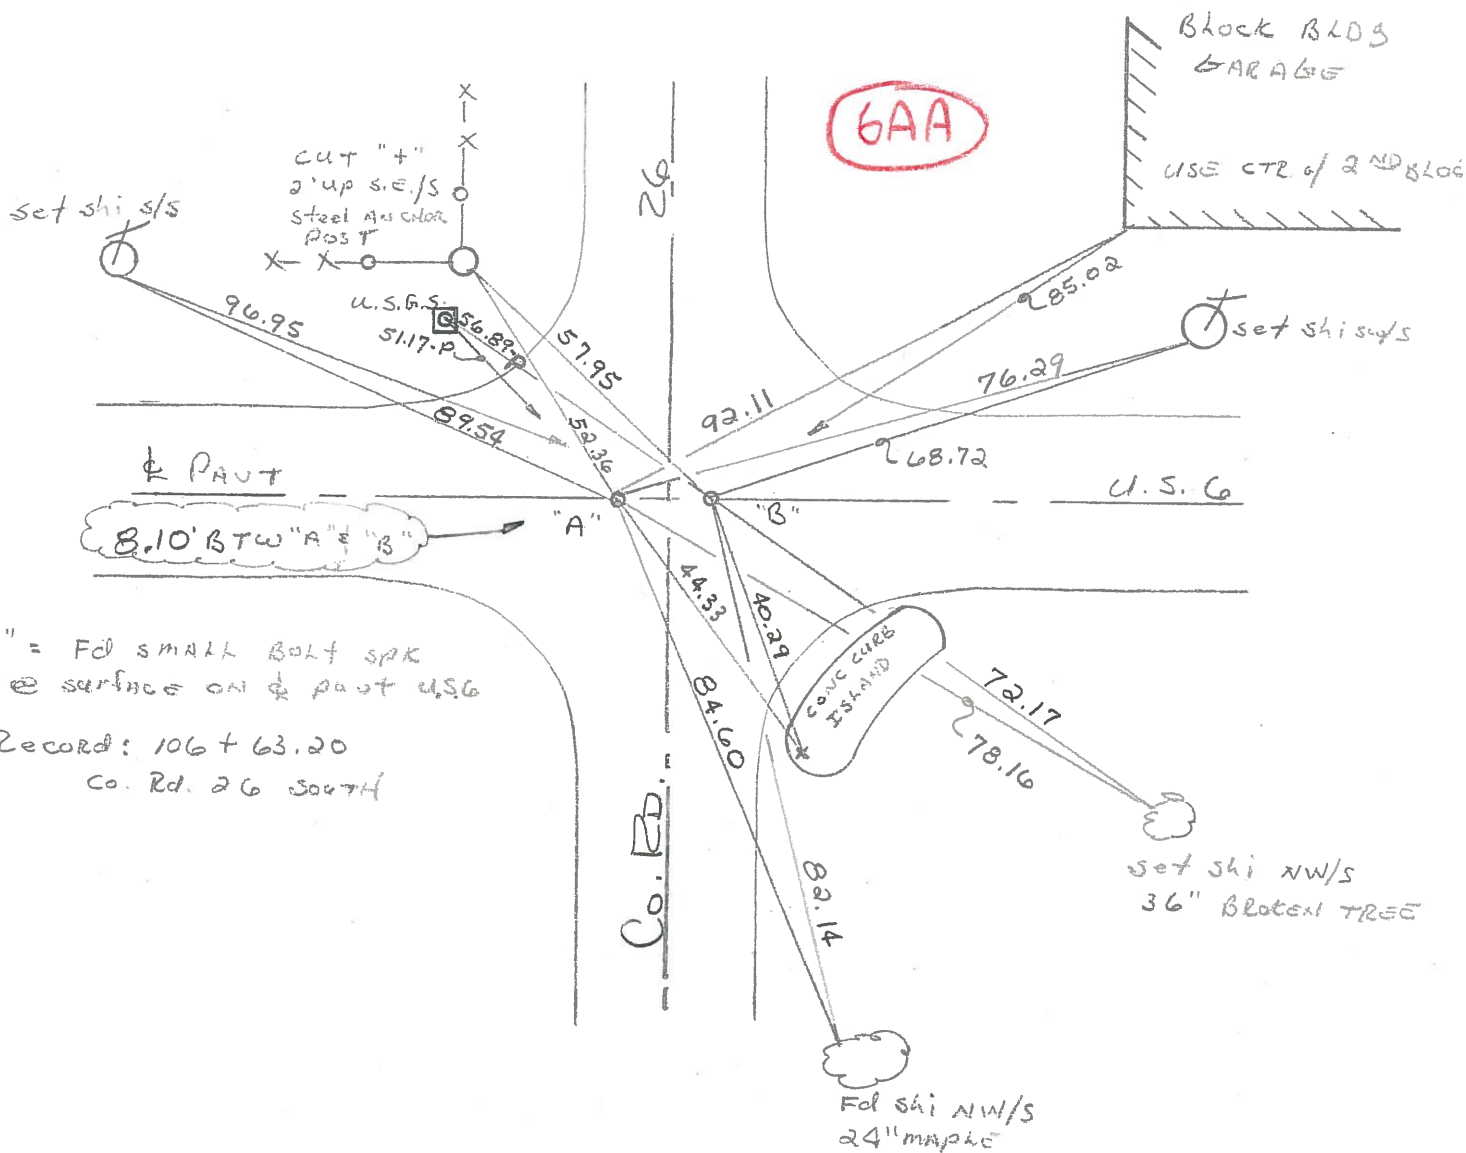 BLOCK BLDG
GARAGE
6AA
USE CTR. of 2ND BLOC
CUT "+"
2' UP S.E./S
Steel ANCHOR
POST
26
set shi s/s
U.S.G.S.
56.89
51.17
96.95
57.95
85.02
set shi sw/s
76.29
92.11
89.54
52.36
68.72
℄ PAVT
U.S. 6
"A"
"B"
8.10' BTW "A" & "B"
44.33
40.29
CONC CURB
ISLAND
" = Fd SMALL BOLT SPK
@ surface ON ℄ pavt U.S.6
Record: 106 + 63.20
Co. Rd. 26 SOUTH
84.60
72.17
78.16
Co. RD.
82.14
set shi NW/S
36" BROKEN TREE
Fd shi NW/S
24" MAPLE